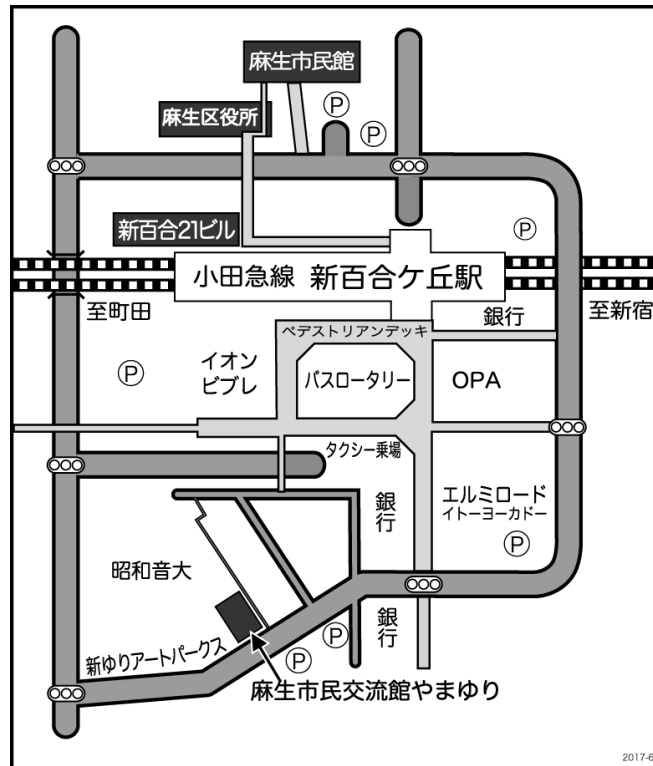 麻生市民館
Ⓟ
Ⓟ
麻生区役所
新百合21ビル
Ⓟ
小田急線 新百合ケ丘駅
至町田
銀行
至新宿
ペデストリアンデッキ
イオン
ビブレ
Ⓟ
バスロータリー
OPA
タクシー乗場
銀行
エルミロード
イトーヨーカドー
Ⓟ
昭和音大
新ゆりアートパークス
Ⓟ
銀行
Ⓟ
麻生市民交流館やまゆり
2017-6